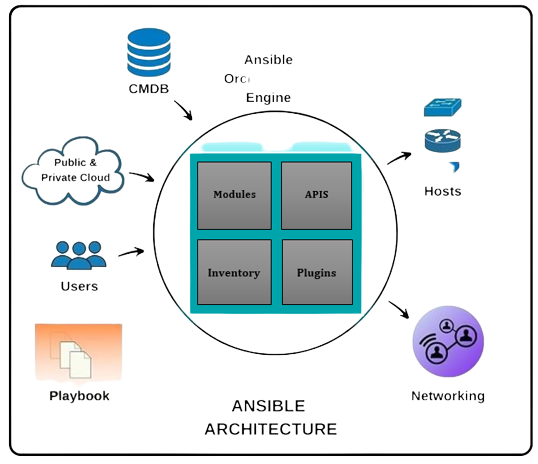 Ansible
Engine
CMDB
Public &
Private Cloud
Users
Playbook
Modules
APIS
Inventory
Plugins
Hosts
Networking
ANSIBLE
ARCHITECTURE